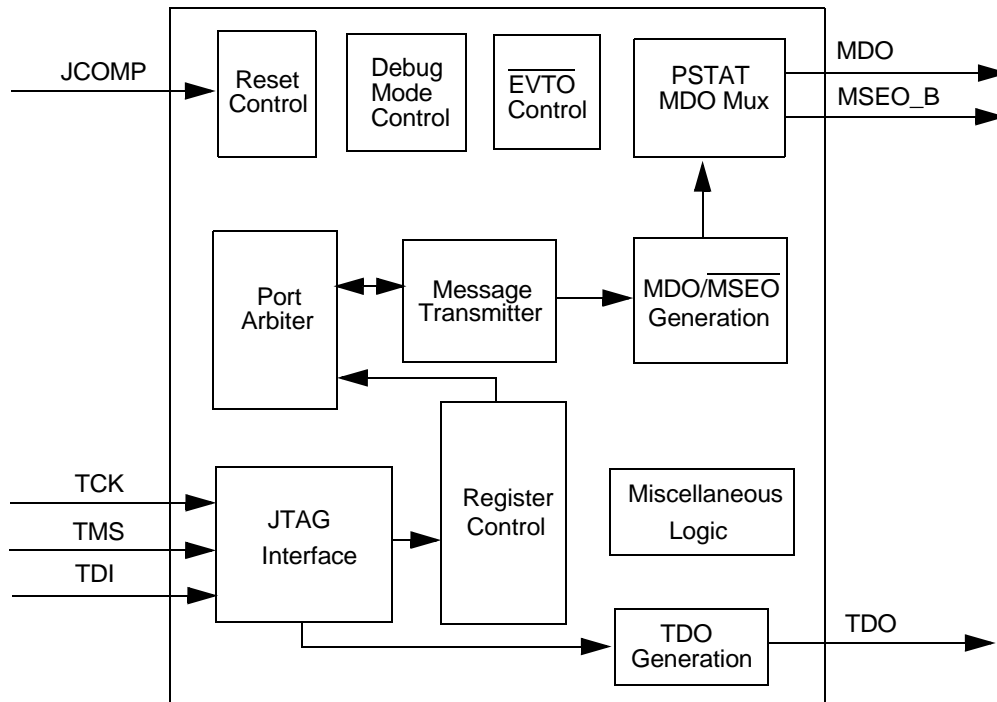 JCOMP
Reset
Control
Debug
Mode
Control
EVTO
Control
PSTAT
MDO Mux
MDO
MSEO_B
Port
Arbiter
Message
Transmitter
MDO/MSEO
Generation
TCK
TMS
TDI
JTAG
Interface
Register
Control
Miscellaneous
Logic
TDO
Generation
TDO